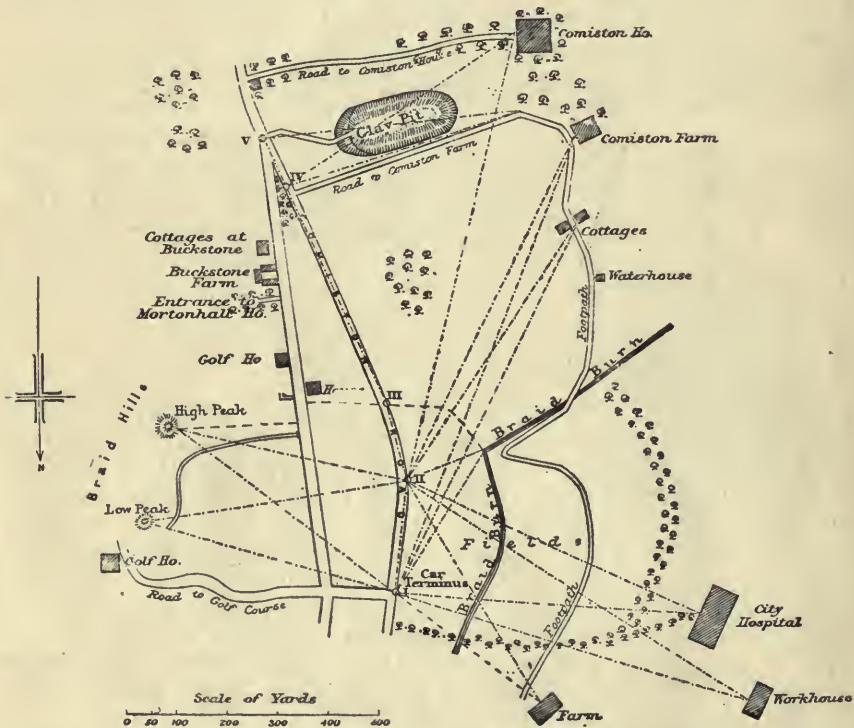 Comiston Ho.
Road to Comiston House
Clay Pit
V
Comiston Farm
IV
Road to Comiston Farm
Cottages
Cottages at
Buckstone
Buckstone
Farm
Waterhouse
Entrance to
Mortonhall Ho.
Footpath
Golf Ho
Ho
III
High Peak
Braid Burn
Braid Hills
N
II
Low Peak
Fields
Braid Burn
Golf Ho.
Car
Terminus
I
Road to Golf Course
Footpath
City
Hospital
Scale of Yards
0 50 100 200 300 400 600
Farm
Workhouse